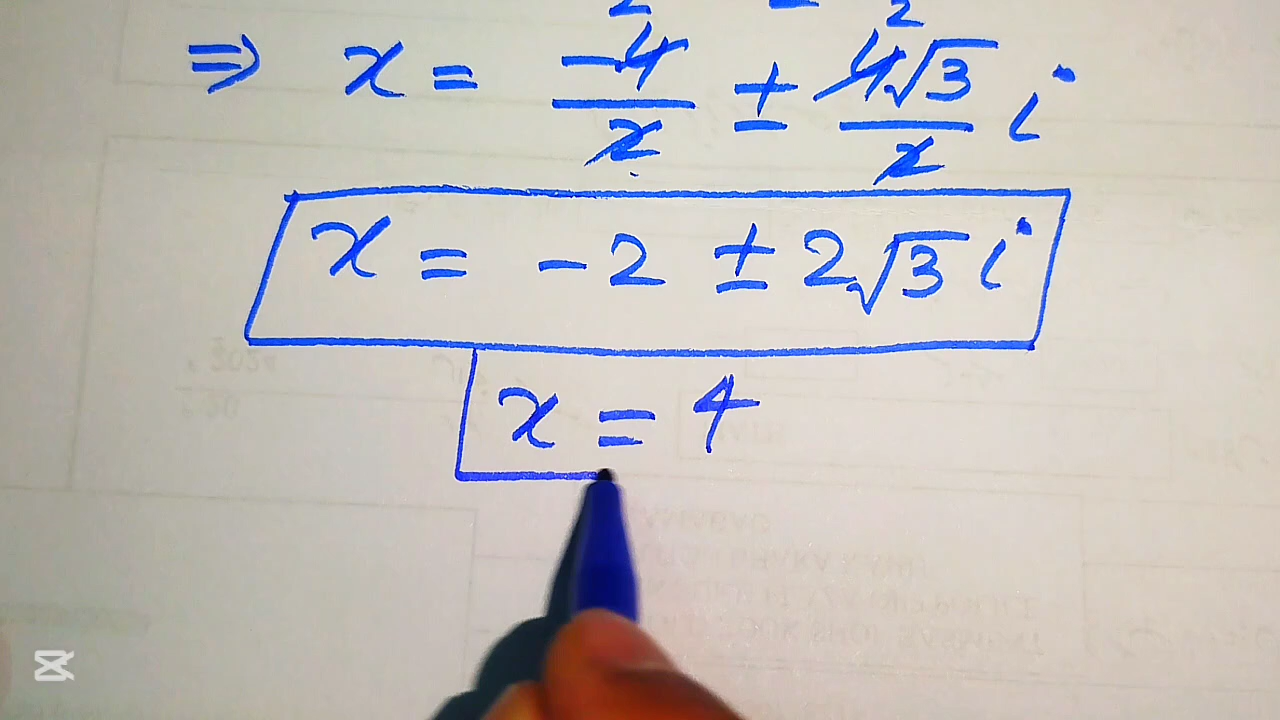 ⇒ x = -4/2 ± 4√3/2 i
x = -2 ± 2√3 i
x = 4